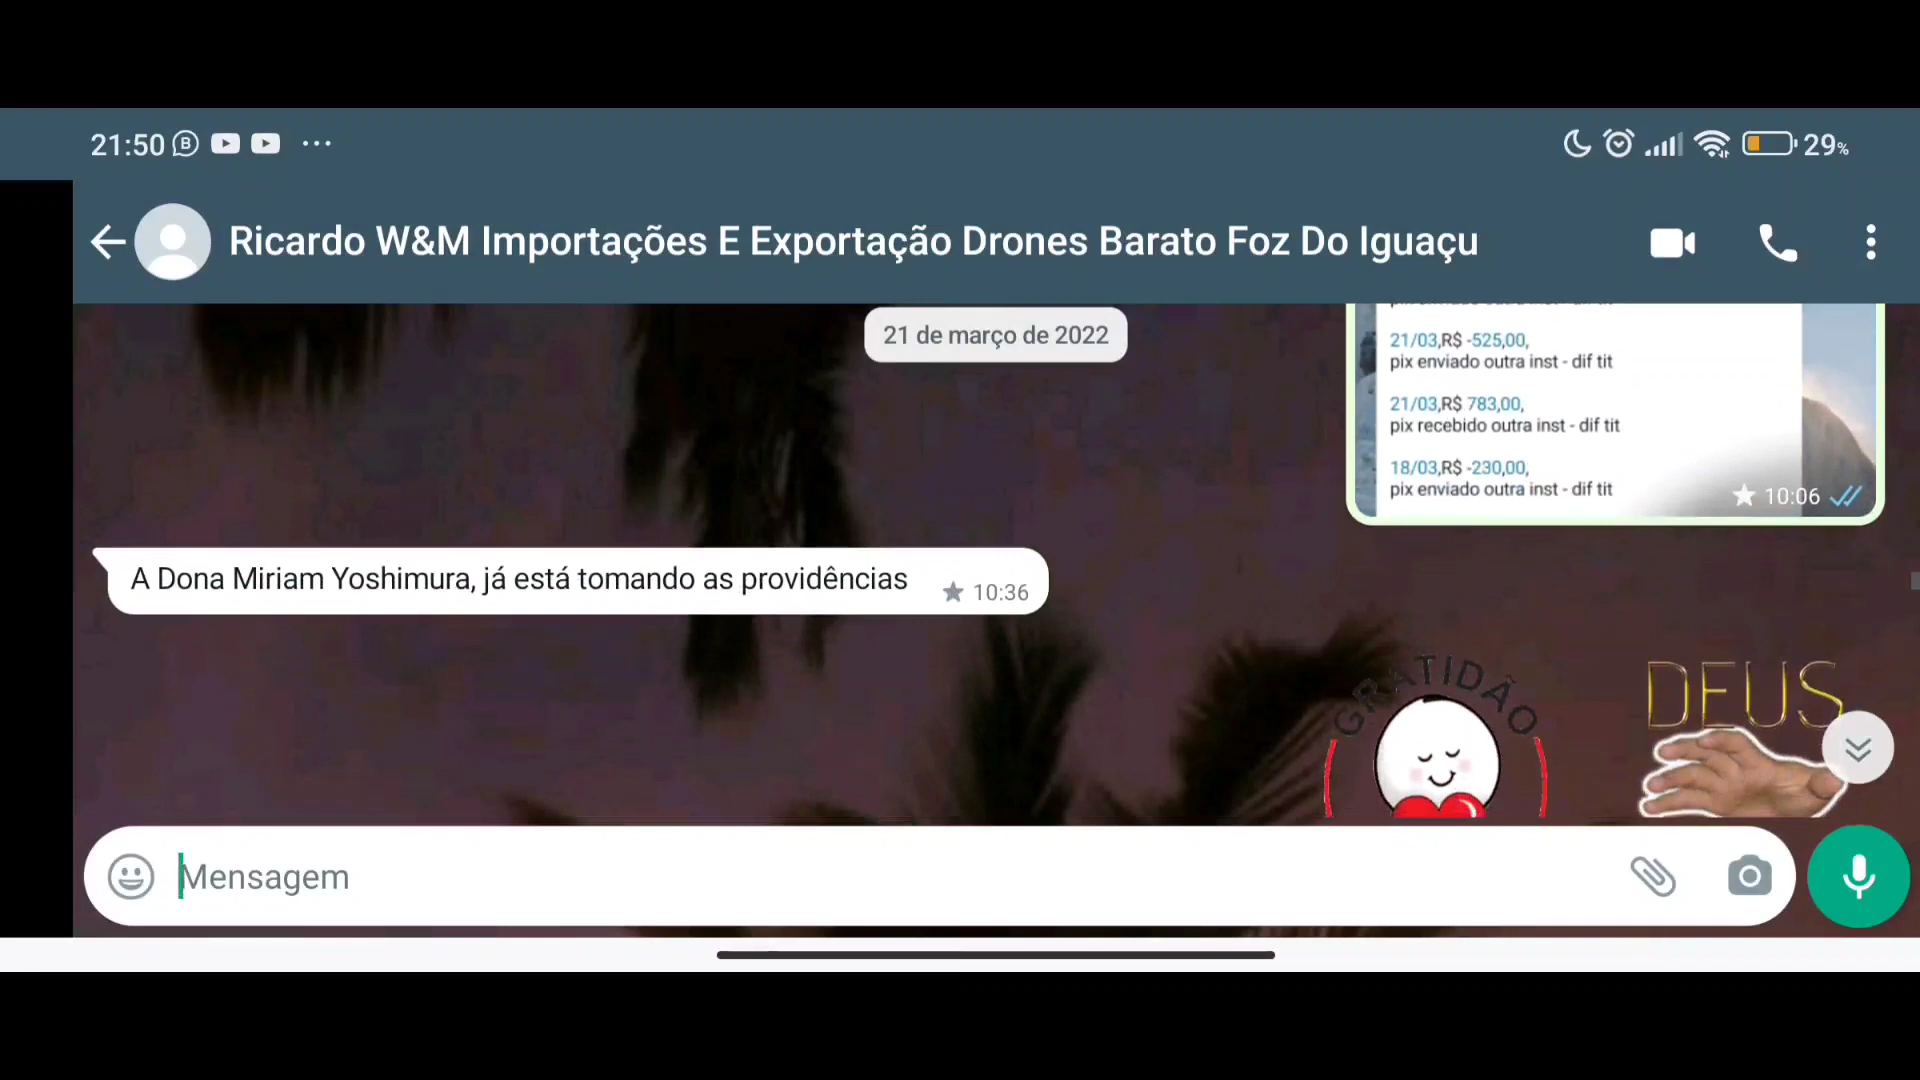 21:50
29%
Ricardo W&M Importações E Exportação Drones Barato Foz Do Iguaçu
21 de março de 2022
21/03,R$ -525,00,
pix enviado outra inst - dif tit
21/03,R$ 783,00,
pix recebido outra inst - dif tit
18/03,R$ -230,00,
pix enviado outra inst - dif tit
10:06
A Dona Miriam Yoshimura, já está tomando as providências
10:36
GRATIDÃO
DEUS
Mensagem